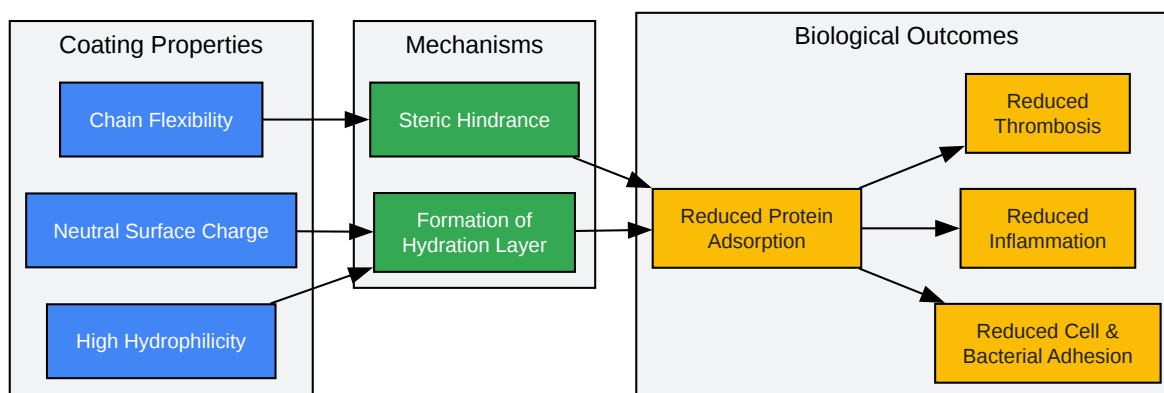 Coating Properties
Chain Flexibility
Neutral Surface Charge
High Hydrophilicity
Mechanisms
Steric Hindrance
Formation of
Hydration Layer
Biological Outcomes
Reduced Protein
Adsorption
Reduced
Thrombosis
Reduced
Inflammation
Reduced Cell &
Bacterial Adhesion